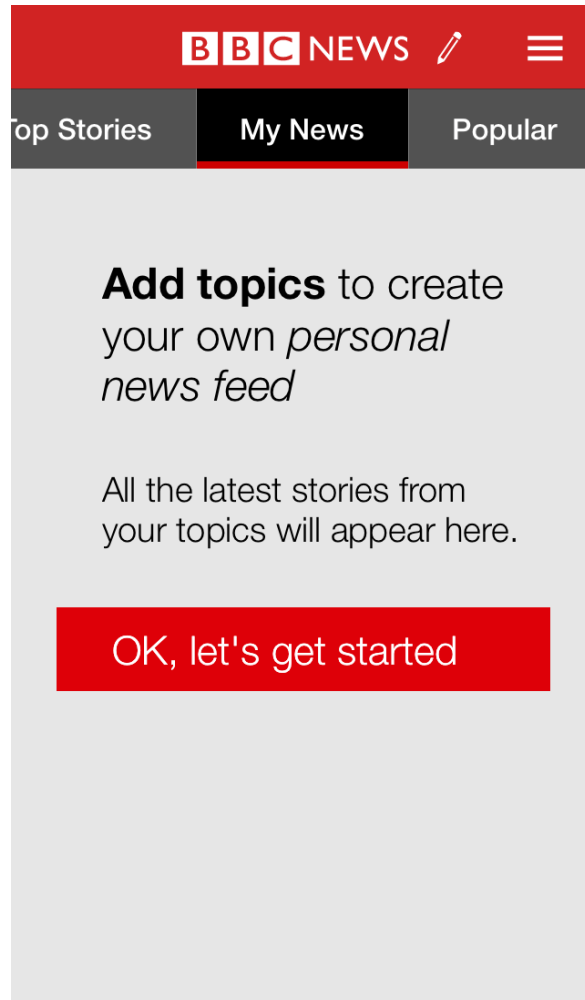 BBC NEWS
Top Stories My News Popular
Add topics to create
your own personal
news feed
All the latest stories from
your topics will appear here.
OK, let's get started